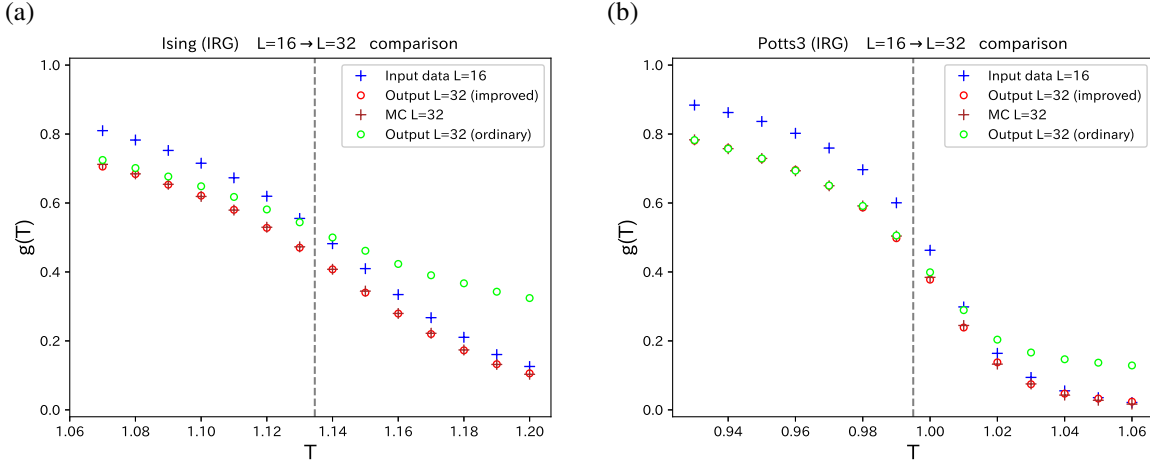 (a)
Ising (IRG) L=16→L=32 comparison
1.0
0.8
0.6
0.4
0.2
0.0
g(T)
Input data L=16
Output L=32 (improved)
MC L=32
Output L=32 (ordinary)
1.06 1.08 1.10 1.12 1.14 1.16 1.18 1.20
T
(b)
Potts3 (IRG) L=16→L=32 comparison
1.0
0.8
0.6
0.4
0.2
0.0
g(T)
Input data L=16
Output L=32 (improved)
MC L=32
Output L=32 (ordinary)
0.94 0.96 0.98 1.00 1.02 1.04 1.06
T